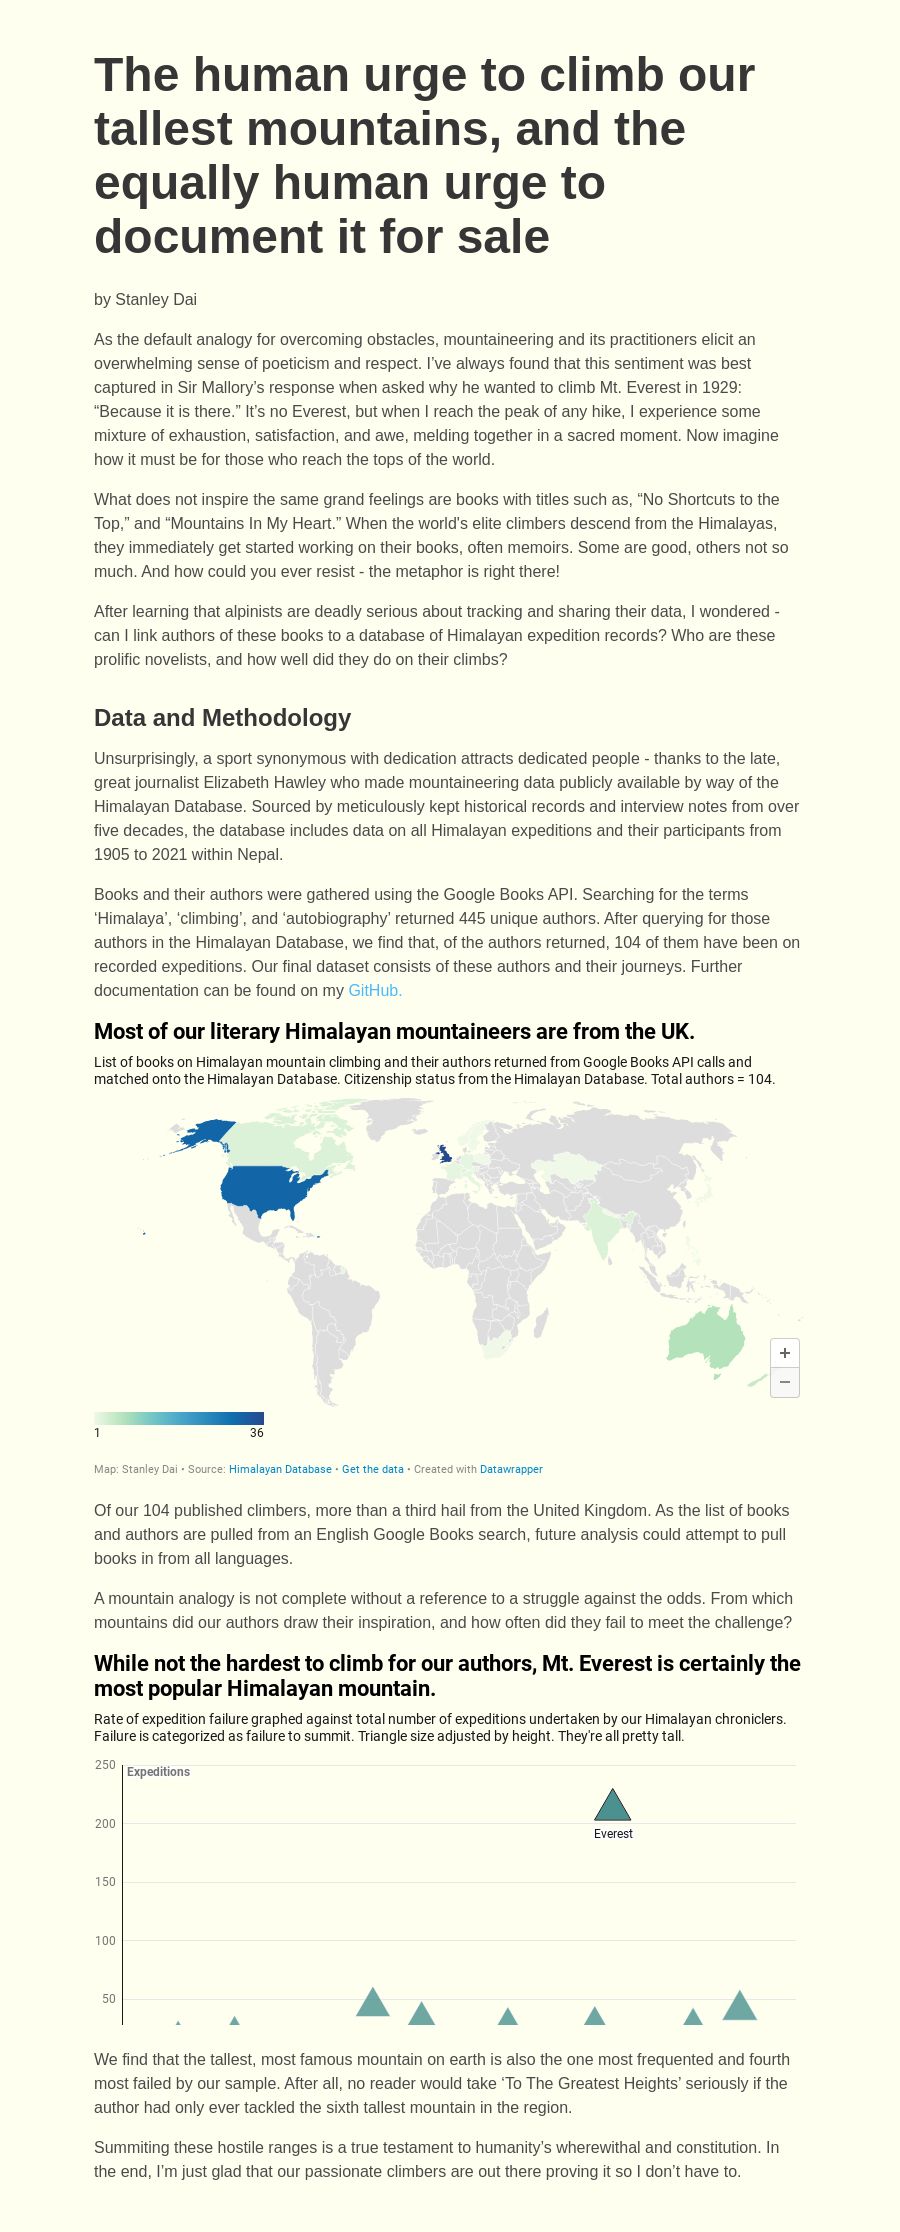 The human urge to climb our
tallest mountains, and the
equally human urge to
document it for sale
by Stanley Dai
As the default analogy for overcoming obstacles, mountaineering and its practitioners elicit an
overwhelming sense of poeticism and respect. I’ve always found that this sentiment was best
captured in Sir Mallory’s response when asked why he wanted to climb Mt. Everest in 1929:
“Because it is there.” It’s no Everest, but when I reach the peak of any hike, I experience some
mixture of exhaustion, satisfaction, and awe, melding together in a sacred moment. Now imagine
how it must be for those who reach the tops of the world.
What does not inspire the same grand feelings are books with titles such as, “No Shortcuts to the
Top,” and “Mountains In My Heart.” When the world's elite climbers descend from the Himalayas,
they immediately get started working on their books, often memoirs. Some are good, others not so
much. And how could you ever resist - the metaphor is right there!
After learning that alpinists are deadly serious about tracking and sharing their data, I wondered -
can I link authors of these books to a database of Himalayan expedition records? Who are these
prolific novelists, and how well did they do on their climbs?
Data and Methodology
Unsurprisingly, a sport synonymous with dedication attracts dedicated people - thanks to the late,
great journalist Elizabeth Hawley who made mountaineering data publicly available by way of the
Himalayan Database. Sourced by meticulously kept historical records and interview notes from over
five decades, the database includes data on all Himalayan expeditions and their participants from
1905 to 2021 within Nepal.
Books and their authors were gathered using the Google Books API. Searching for the terms
‘Himalaya’, ‘climbing’, and ‘autobiography’ returned 445 unique authors. After querying for those
authors in the Himalayan Database, we find that, of the authors returned, 104 of them have been on
recorded expeditions. Our final dataset consists of these authors and their journeys. Further
documentation can be found on my GitHub.
Most of our literary Himalayan mountaineers are from the UK.
List of books on Himalayan mountain climbing and their authors returned from Google Books API calls and
matched onto the Himalayan Database. Citizenship status from the Himalayan Database. Total authors = 104.
+
−
1 36
Map: Stanley Dai • Source: Himalayan Database • Get the data • Created with Datawrapper
Of our 104 published climbers, more than a third hail from the United Kingdom. As the list of books
and authors are pulled from an English Google Books search, future analysis could attempt to pull
books in from all languages.
A mountain analogy is not complete without a reference to a struggle against the odds. From which
mountains did our authors draw their inspiration, and how often did they fail to meet the challenge?
While not the hardest to climb for our authors, Mt. Everest is certainly the
most popular Himalayan mountain.
Rate of expedition failure graphed against total number of expeditions undertaken by our Himalayan chroniclers.
Failure is categorized as failure to summit. Triangle size adjusted by height. They're all pretty tall.
250
Expeditions
200
Everest
150
100
50
We find that the tallest, most famous mountain on earth is also the one most frequented and fourth
most failed by our sample. After all, no reader would take ‘To The Greatest Heights’ seriously if the
author had only ever tackled the sixth tallest mountain in the region.
Summiting these hostile ranges is a true testament to humanity’s wherewithal and constitution. In
the end, I’m just glad that our passionate climbers are out there proving it so I don’t have to.